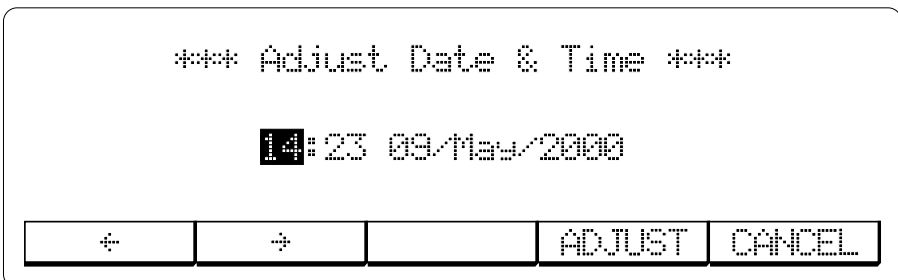 *** Adjust Date & Time ***
14:23 09/May/2000
← → ADJUST CANCEL